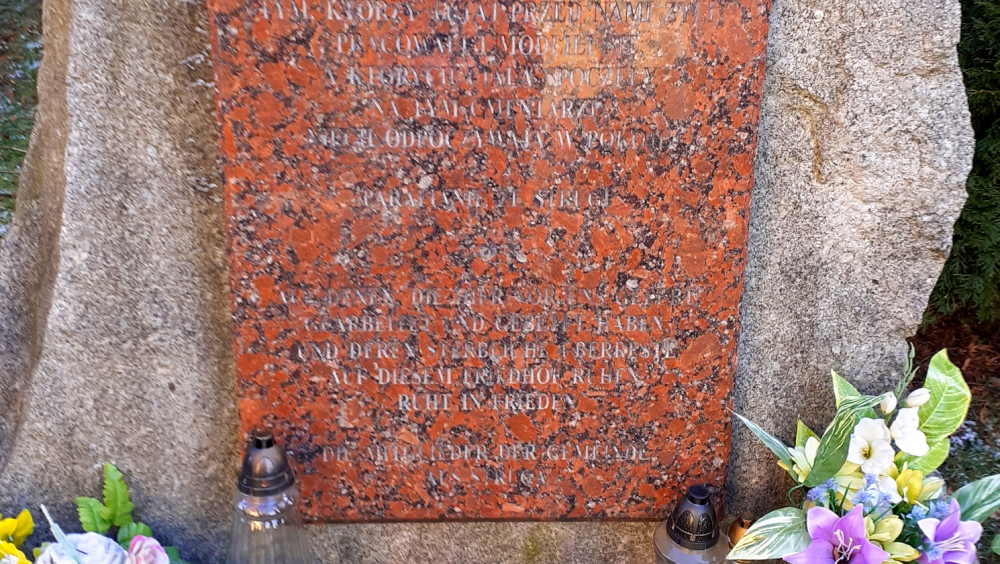 TYM, KTÓRZY TUTAJ PRZED NAMI ŻYLI,
PRACOWALI I MODLILI SIĘ,
A KTÓRYCH CIAŁA SPOCZĘŁY
NA TYM CMENTARZU
NIECH ODPOCZYWAJĄ W POKOJU
PARAFIANIE ZE STRUGI
ALL DENEN, DIE HIER GELEBT,
GEARBEITET UND GEBETET HABEN,
UND DEREN STERBLICHE ÜBERRESTE
AUF DIESEM FRIEDHOF RUHEN,
RUHT IN FRIEDEN
DIE MITGLIEDER DER GEMEINDE
AUS STRUGA